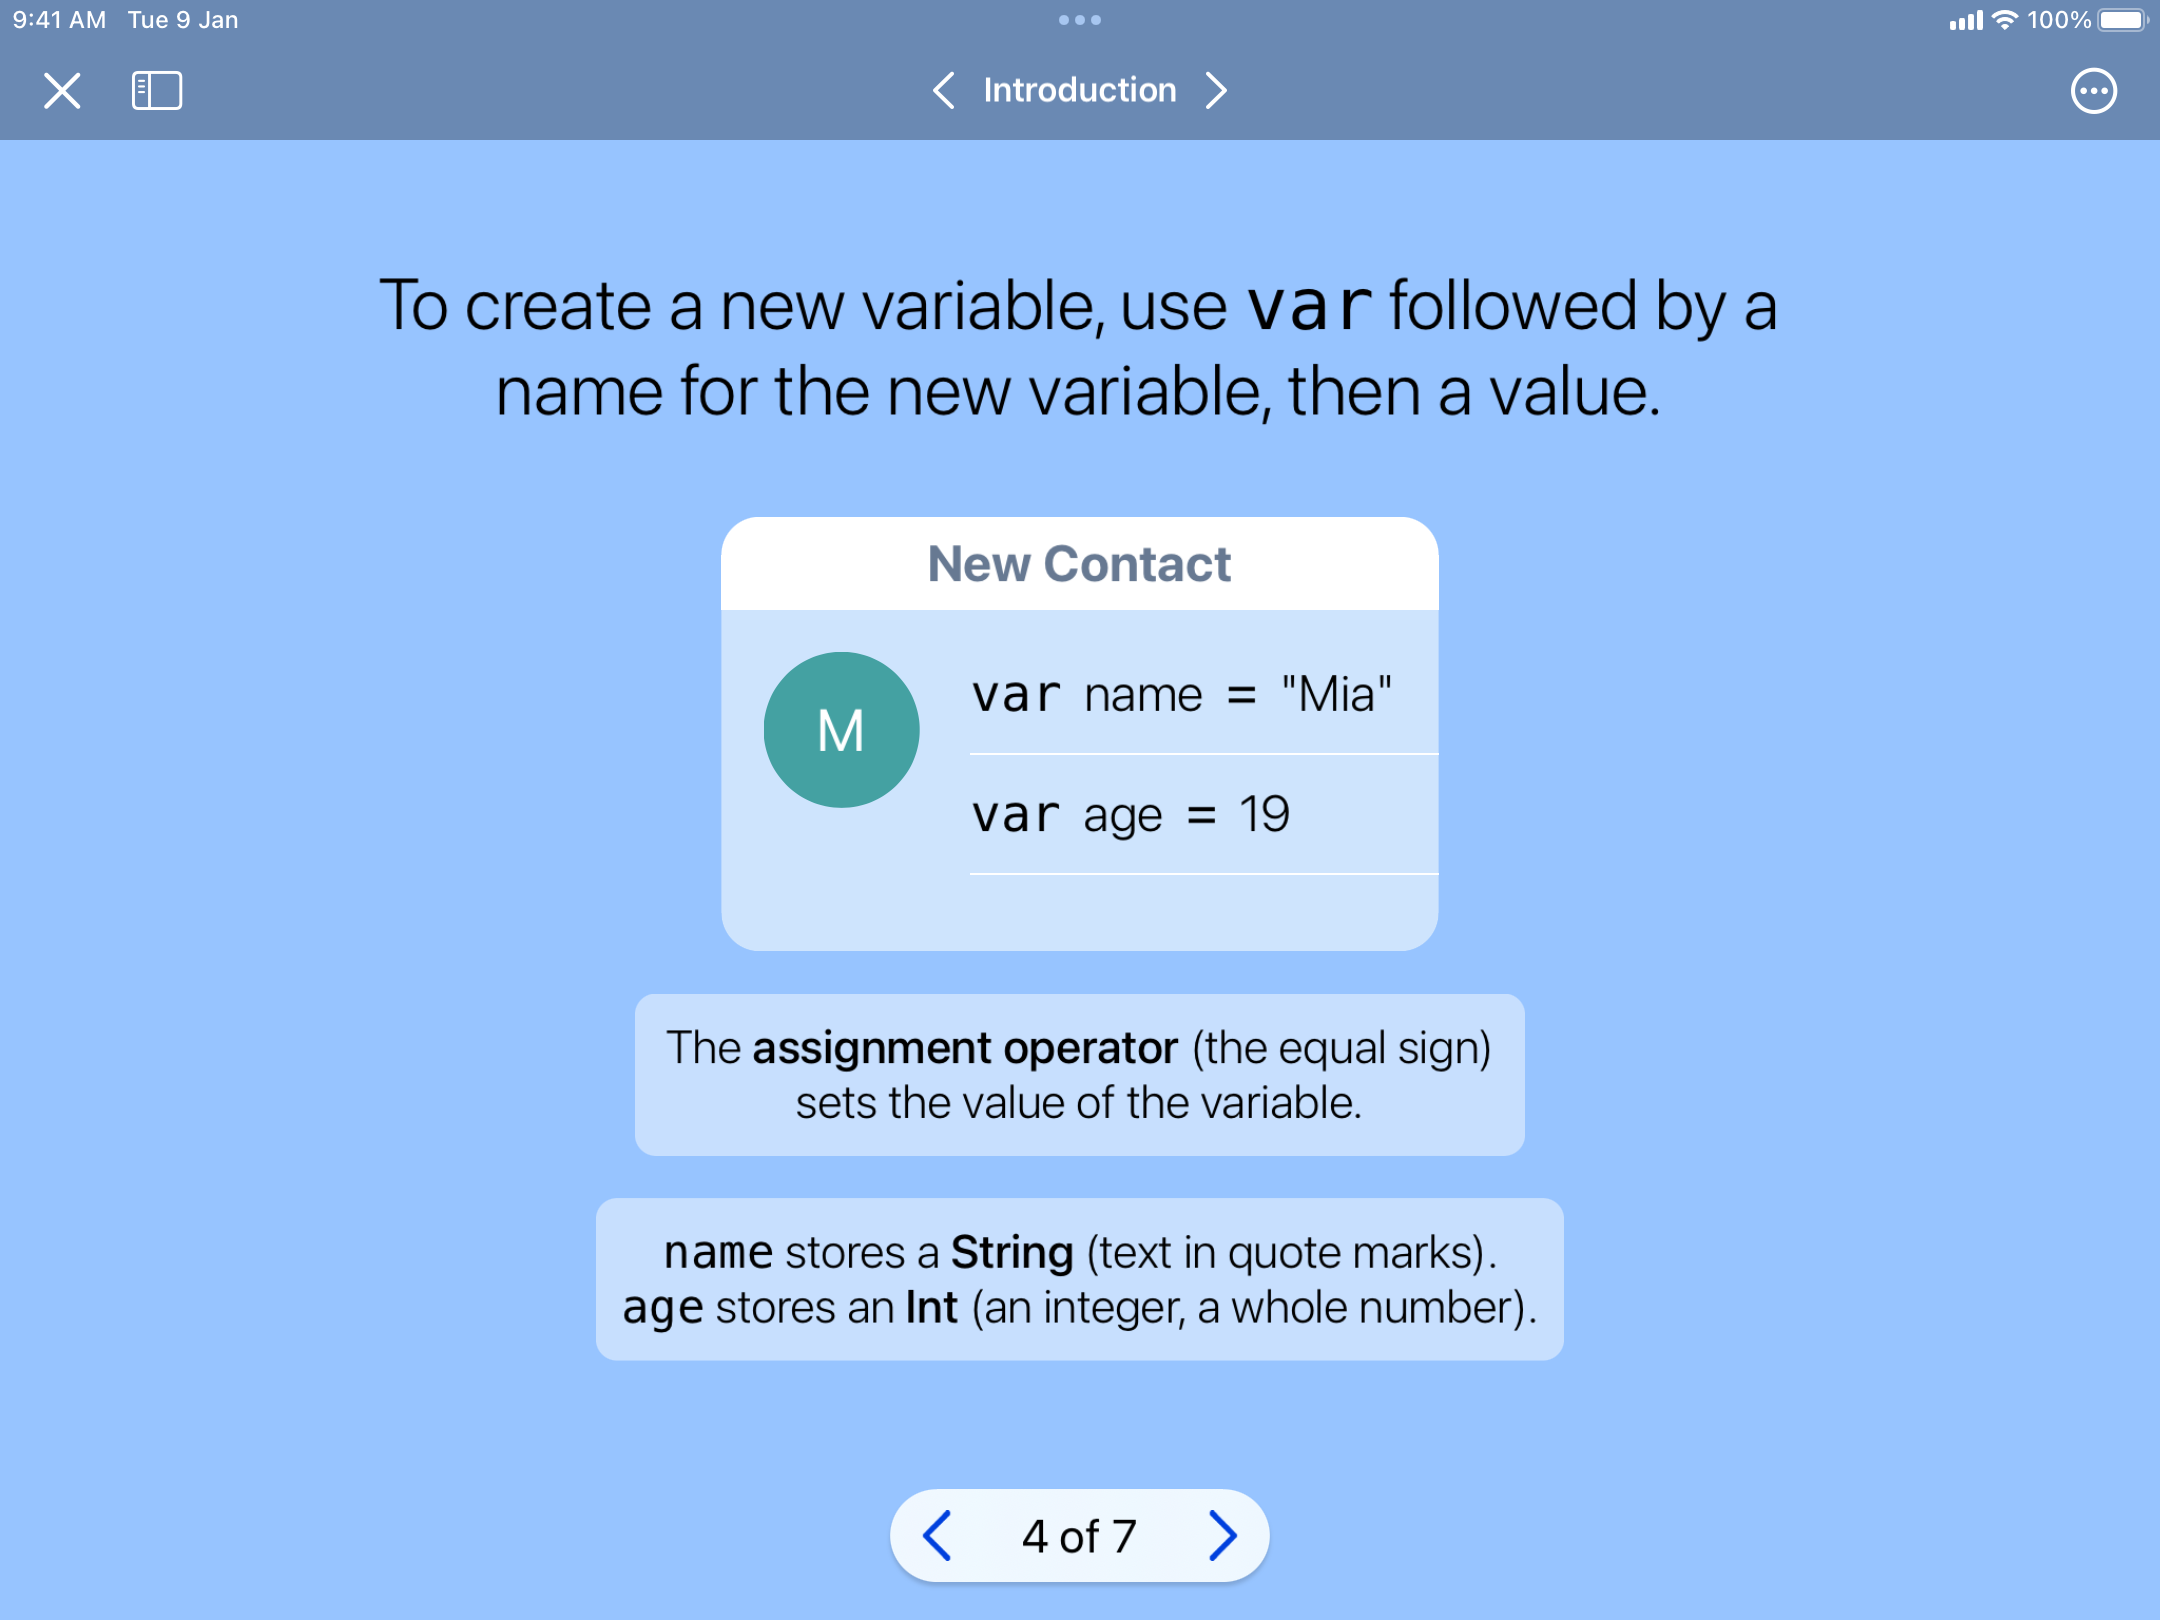 9:41 AM Tue 9 Jan
100%
Introduction
To create a new variable, use var followed by a
name for the new variable, then a value.
New Contact
M
var name = "Mia"
var age = 19
The assignment operator (the equal sign)
sets the value of the variable.
name stores a String (text in quote marks).
age stores an Int (an integer, a whole number).
4 of 7